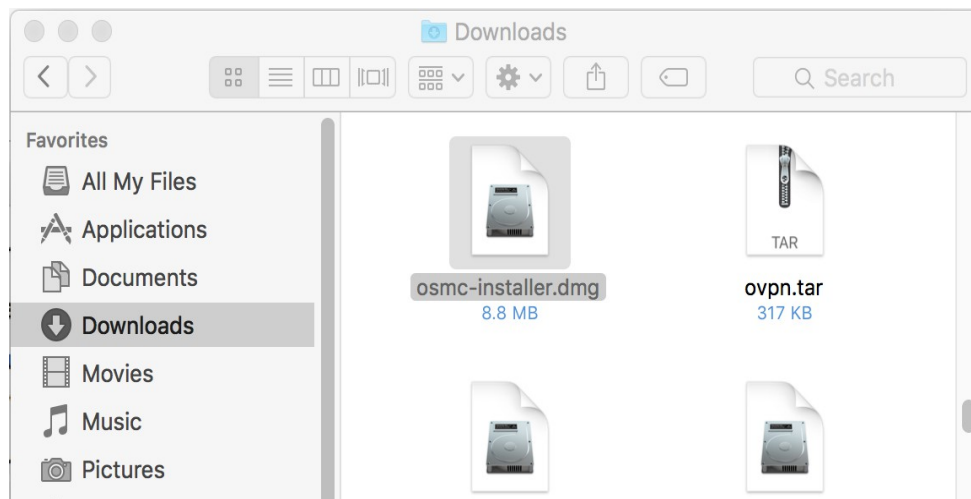 Downloads
Search
Favorites
All My Files
Applications
Documents
Downloads
Movies
Music
Pictures
TAR
osmc-installer.dmg
8.8 MB
ovpn.tar
317 KB